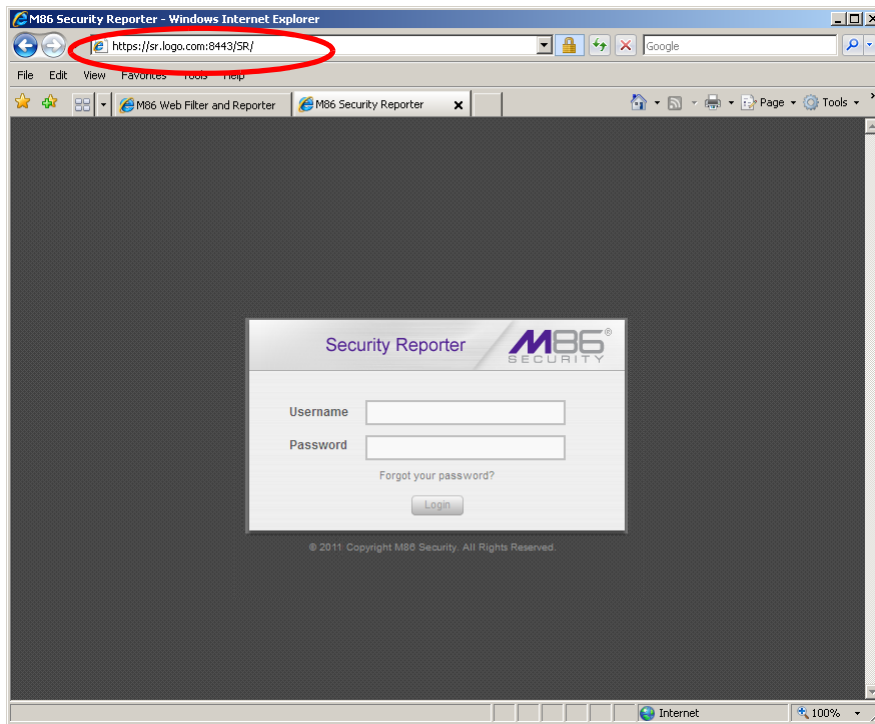 M86 Security Reporter - Windows Internet Explorer
https://sr.logo.com:8443/SR/
Google
File Edit View Favorites Tools Help
M86 Web Filter and Reporter
M86 Security Reporter
Page
Tools
Security Reporter
M86®
SECURITY
Username
Password
Forgot your password?
Login
© 2011 Copyright M86 Security. All Rights Reserved.
Internet
100%